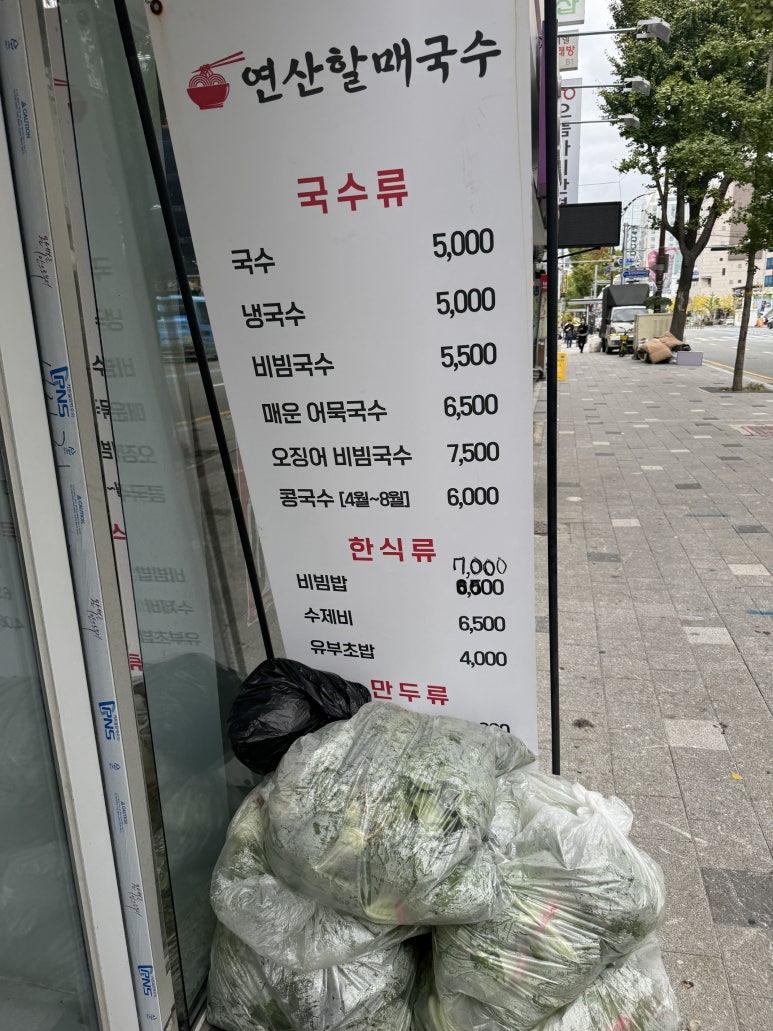 연산할매국수
국수류
국수 5,000
냉국수 5,000
비빔국수 5,500
매운 어묵국수 6,500
오징어 비빔국수 7,500
콩국수 [4월~8월] 6,000
한식류
7,000
비빔밥 6,500
수제비 6,500
유부초밥 4,000
만두류
PNS
PNS
PNS